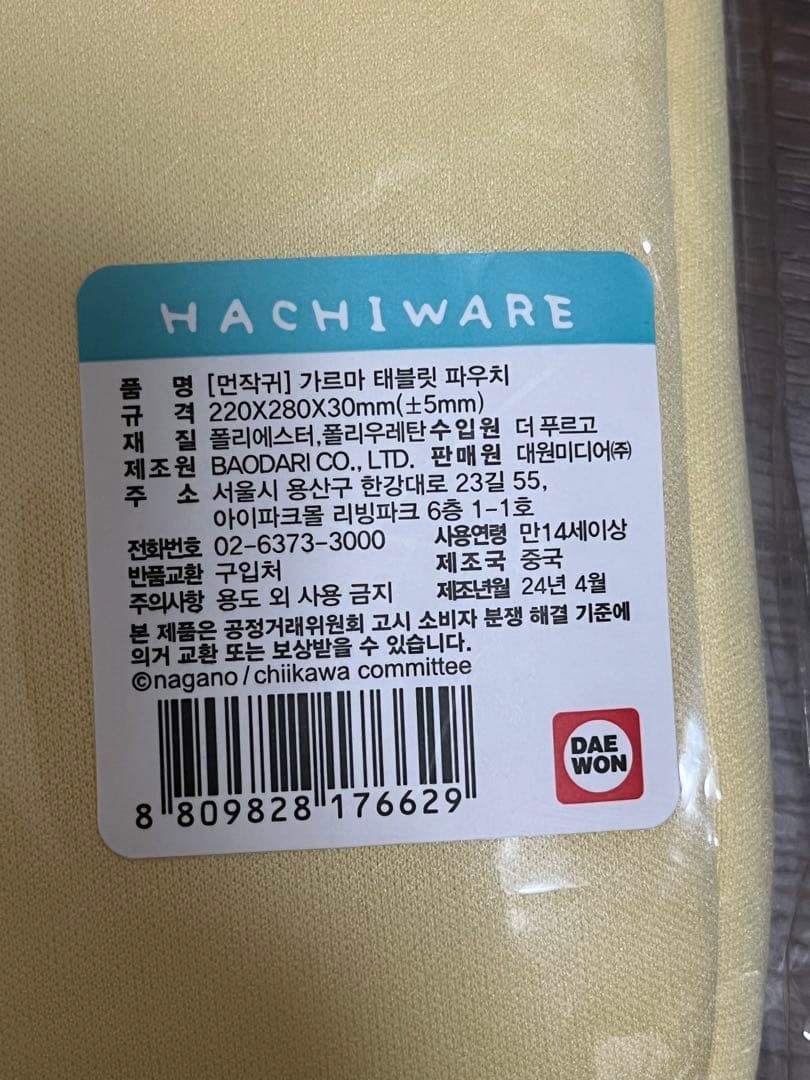 HACHIWARE
품 명 [먼작귀] 가르마 태블릿 파우치
규 격 220X280X30mm(±5mm)
재 질 폴리에스터,폴리우레탄 수입원 더 푸르고
제조원 BAODARI CO., LTD. 판매원 대원미디어㈜
주 소 서울시 용산구 한강대로 23길 55,
아이파크몰 리빙파크 6층 1-1호
전화번호 02-6373-3000 사용연령 만14세이상
반품교환 구입처 제조국 중국
주의사항 용도 외 사용 금지 제조년월 24년 4월
본 제품은 공정거래위원회 고시 소비자 분쟁 해결 기준에
의거 교환 또는 보상받을 수 있습니다.
©nagano / chiikawa committee
8 809828 176629
DAE
WON